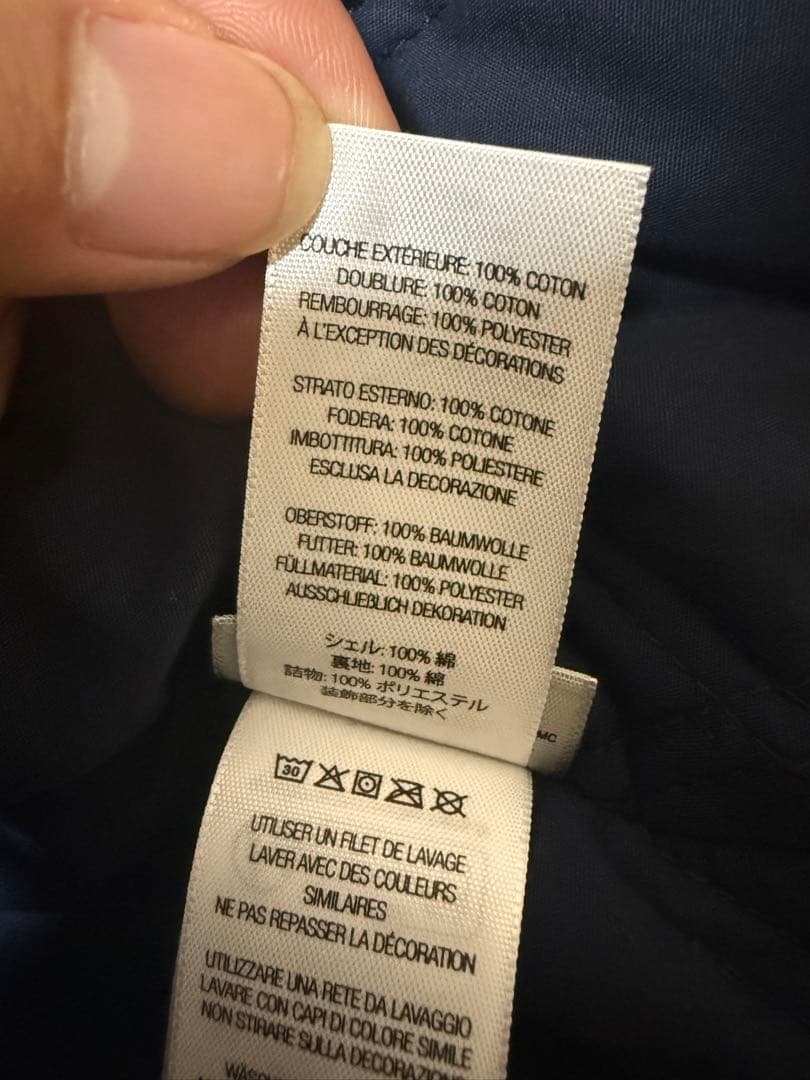 COUCHE EXTÉRIEURE: 100% COTON
DOUBLURE: 100% COTON
REMBOURRAGE: 100% POLYESTER
À L'EXCEPTION DES DÉCORATIONS
STRATO ESTERNO: 100% COTONE
FODERA: 100% COTONE
IMBOTTITURA: 100% POLIESTERE
ESCLUSA LA DECORAZIONE
OBERSTOFF: 100% BAUMWOLLE
FUTTER: 100% BAUMWOLLE
FÜLLMATERIAL: 100% POLYESTER
AUSSCHLIEßLICH DEKORATION
シェル: 100% 綿
裏地: 100% 綿
詰物: 100% ポリエステル
装飾部分を除く
MC
30
UTILISER UN FILET DE LAVAGE
LAVER AVEC DES COULEURS
SIMILAIRES
NE PAS REPASSER LA DÉCORATION
UTILIZZARE UNA RETE DA LAVAGGIO
LAVARE CON CAPI DI COLORE SIMILE
NON STIRARE SULLA DECORAZIONE